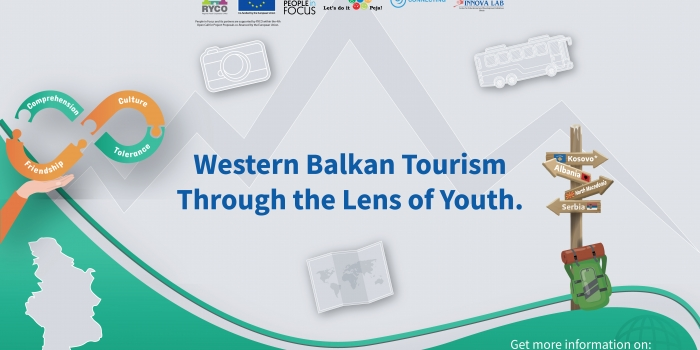 RYCO
PEOPLE in
FOCUS
Let's do it Peja!
CONNECTING
INNOVA LAB
Comprehension
Culture
Friendship
Tolerance
Western Balkan Tourism
Through the Lens of Youth.
Kosovo*
Albania
North Macedonia
Serbia
Get more information on: